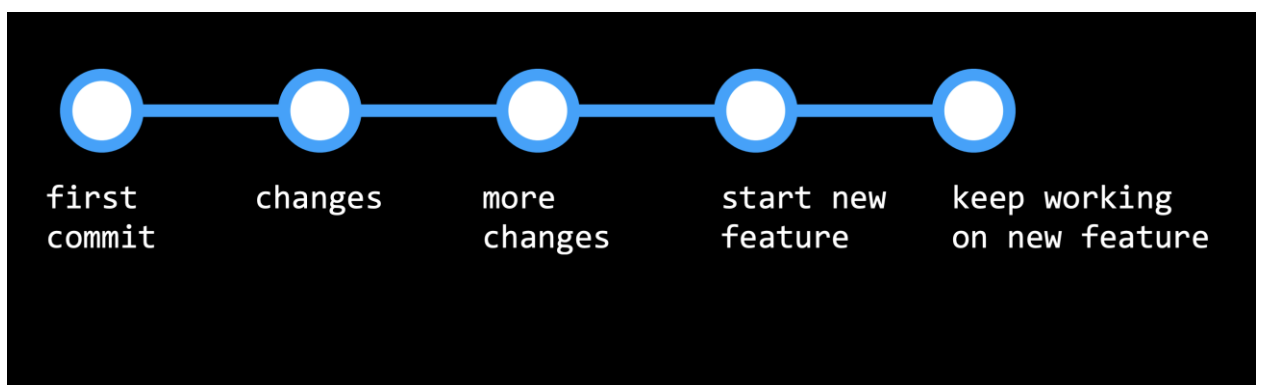 first
commit
changes
more
changes
start new
feature
keep working
on new feature